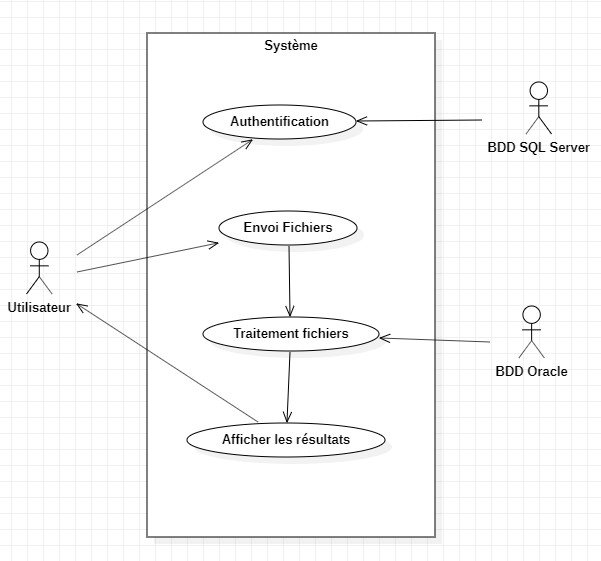 Système
Authentification
BDD SQL Server
Envoi Fichiers
Utilisateur
Traitement fichiers
BDD Oracle
Afficher les résultats